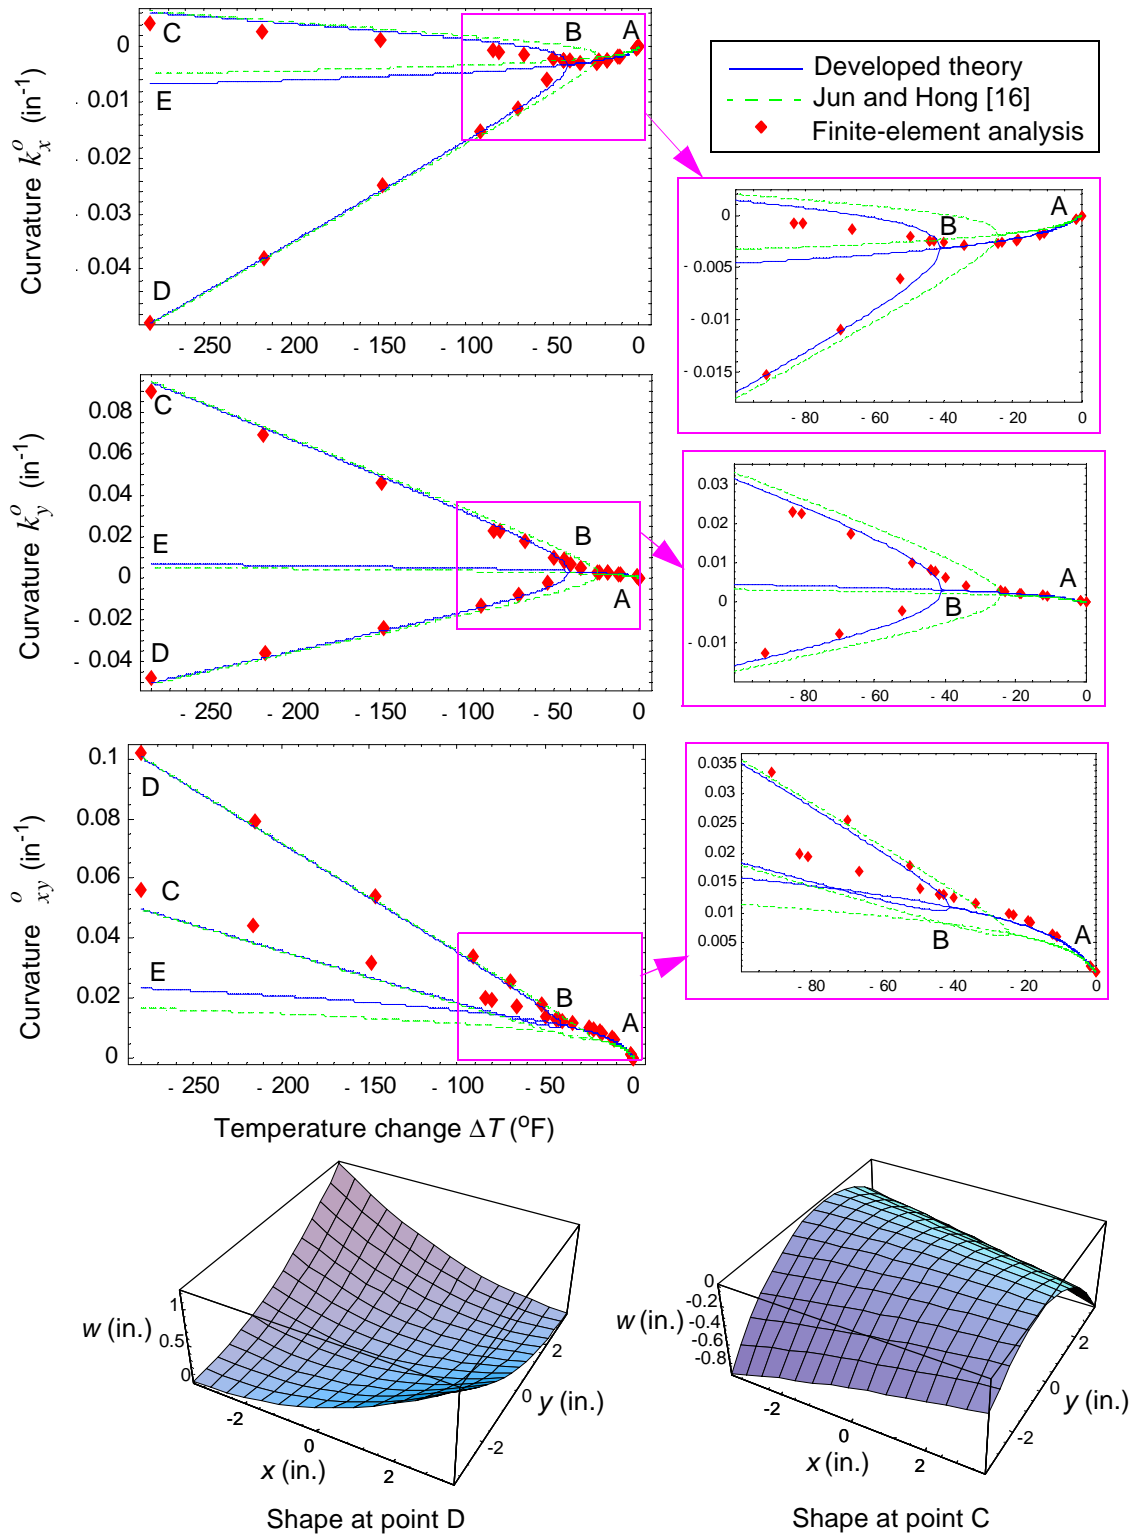 Curvature k_x^o (in-1)
0
. 0.01
. 0.02
. 0.03
. 0.04
C
B
A
E
D
- 250
- 200
- 150
- 100
- 50
0
Developed theory
Jun and Hong [16]
Finite-element analysis
0
- 0.005
- 0.01
- 0.015
A
B
- 80
- 60
- 40
- 20
0
Curvature k_y^o (in-1)
0.08
0.06
0.04
0.02
0
- 0.02
- 0.04
C
E
B
A
D
- 250
- 200
- 150
- 100
- 50
0
0.03
0.02
0.01
0
- 0.01
A
B
- 80
- 60
- 40
- 20
0
Curvature o_xy (in-1)
0.1
0.08
0.06
0.04
0.02
0
D
C
E
B
A
- 250
- 200
- 150
- 100
- 50
0
0.035
0.03
0.025
0.02
0.015
0.01
0.005
A
B
- 80
- 60
- 40
- 20
0
Temperature change ΔT (oF)
w (in.)
1
0.5
0
-2
0
2
x (in.)
2
0
-2
y (in.)
Shape at point D
w (in.)
0
-0.2
-0.4
-0.6
-0.8
-2
0
2
x (in.)
2
0
-2
y (in.)
Shape at point C